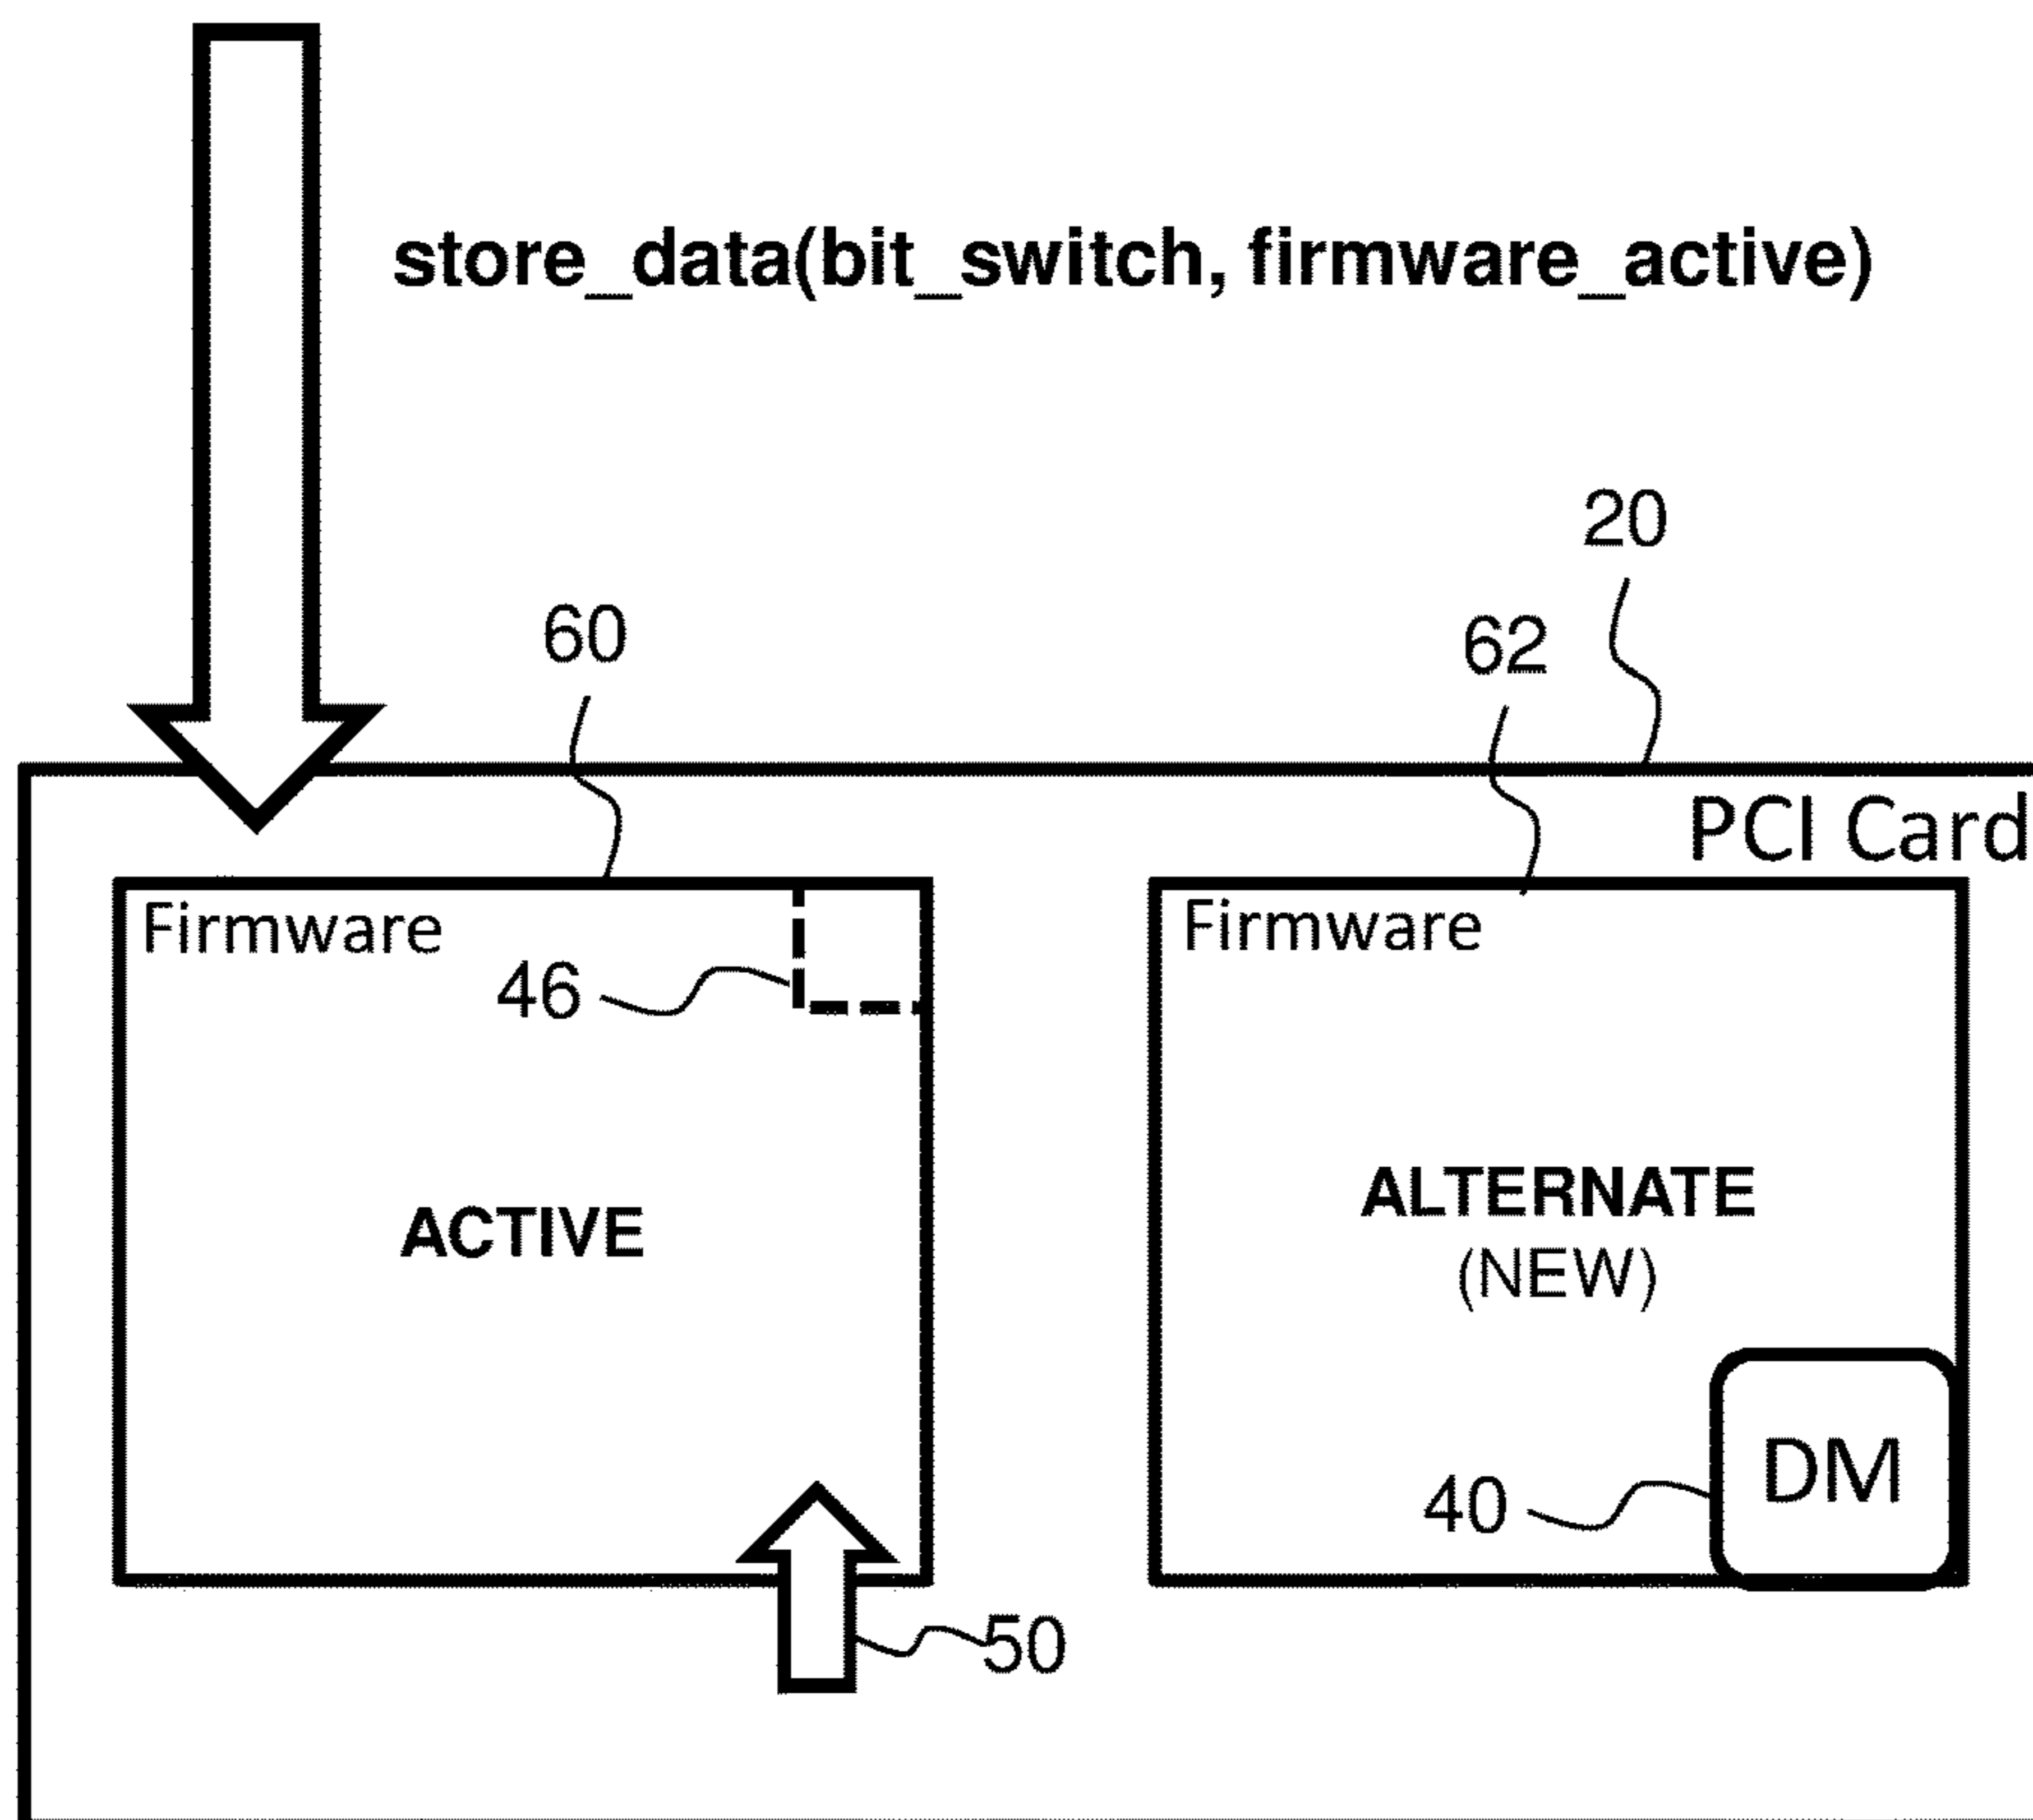 store_data(bit_switch, firmware_active)
20
60
62
PCI Card
Firmware
Firmware
46
ACTIVE
ALTERNATE
(NEW)
DM
40
50